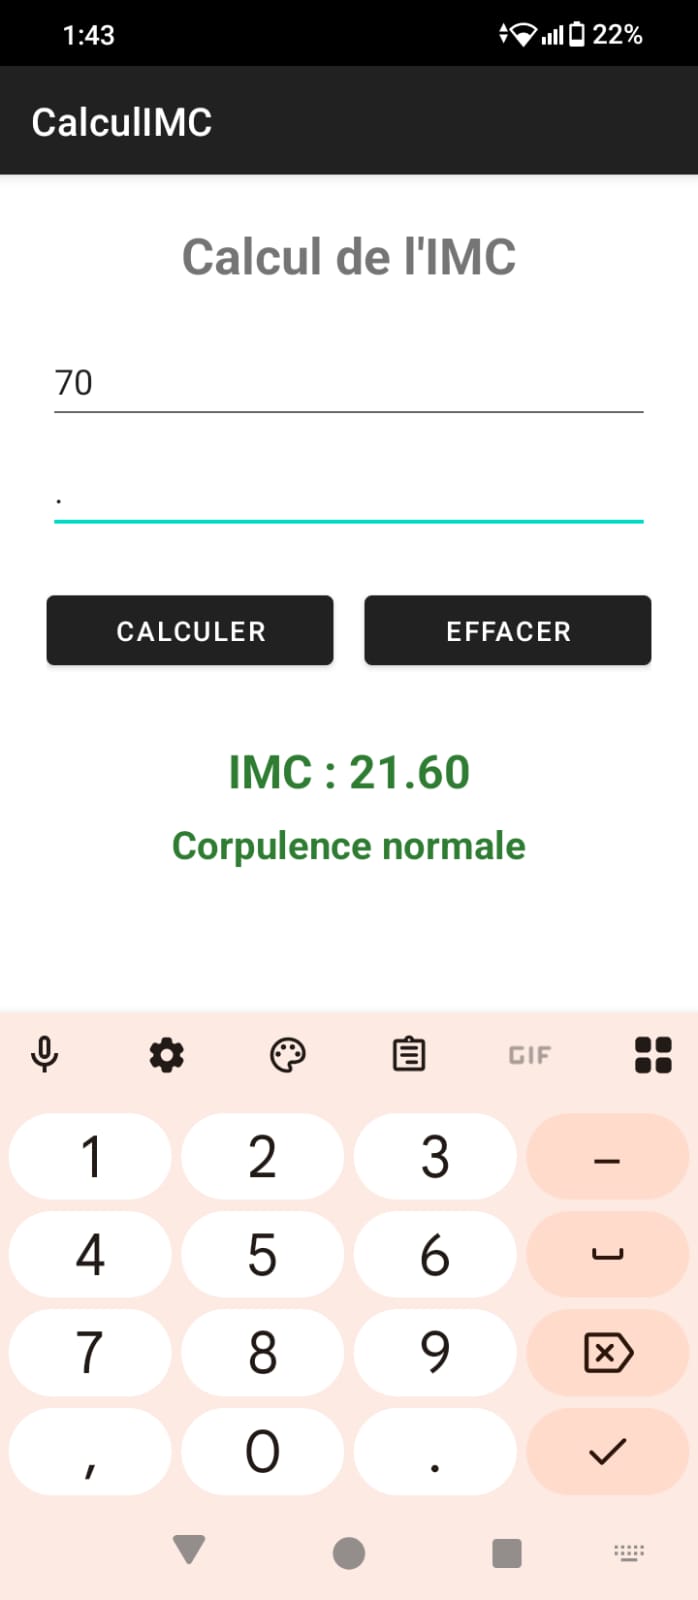 1:43 22%
CalculIMC
Calcul de l'IMC
70
.
CALCULER EFFACER
IMC : 21.60
Corpulence normale
GIF
1 2 3 –
4 5 6
7 8 9
, 0 .